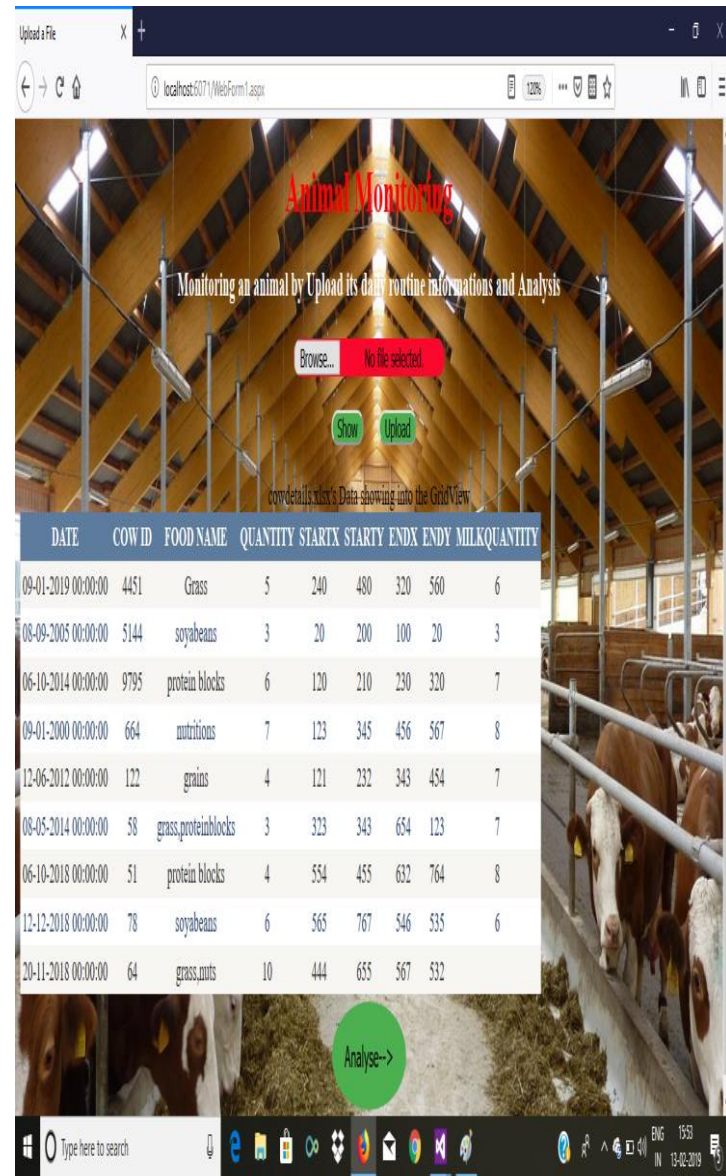 Upload a File
localhost:6071/WebForm1.aspx
120%
Animal Monitoring
Monitoring an animal by Upload its daily routine informations and Analysis
Browse... No file selected.
Show Upload
cowdetails.xlsx's Data showing into the GridView
DATE COW ID FOOD NAME QUANTITY STARTX STARTY ENDX ENDY MILKQUANTITY
09-01-2019 00:00:00 4451 Grass 5 240 480 320 560 6
08-09-2005 00:00:00 5144 soyabeans 3 20 200 100 20 3
06-10-2014 00:00:00 9795 protein blocks 6 120 210 230 320 7
09-01-2000 00:00:00 664 nutritions 7 123 345 456 567 8
12-06-2012 00:00:00 122 grains 4 121 232 343 454 7
08-05-2014 00:00:00 58 grass,proteinblocks 3 323 343 654 123 7
06-10-2018 00:00:00 51 protein blocks 4 554 455 632 764 8
12-12-2018 00:00:00 78 soyabeans 6 565 767 546 535 6
20-11-2018 00:00:00 64 grass,nuts 10 444 655 567 532
Analyse-->
Type here to search
ENG 15:53
IN 13-02-2019